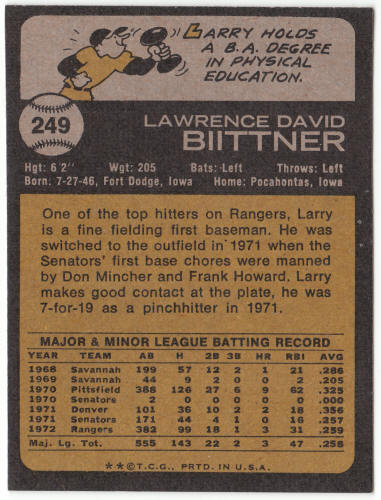 LARRY HOLDS
A B.A. DEGREE
IN PHYSICAL
EDUCATION.
249
LAWRENCE DAVID
BIITTNER
Hgt: 6'2" Wgt: 205 Bats: Left Throws: Left
Born: 7-27-46, Fort Dodge, Iowa Home: Pocahontas, Iowa
One of the top hitters on Rangers, Larry
is a fine fielding first baseman. He was
switched to the outfield in 1971 when the
Senators' first base chores were manned
by Don Mincher and Frank Howard. Larry
makes good contact at the plate, he was
7-for-19 as a pinchhitter in 1971.
MAJOR & MINOR LEAGUE BATTING RECORD
YEAR TEAM AB H 2B 3B HR RBI AVG
1968 Savannah 199 57 12 2 1 21 .286
1969 Savannah 44 9 2 0 0 2 .205
1970 Pittsfield 388 126 27 6 9 62 .325
1970 Senators 2 0 0 0 0 0 .000
1971 Denver 101 36 10 2 2 18 .356
1971 Senators 171 44 4 1 0 16 .257
1972 Rangers 382 99 18 1 3 31 .259
Maj. Lg. Tot. 555 143 22 2 3 47 .258
**©T.C.G., PRTD. IN U.S.A.